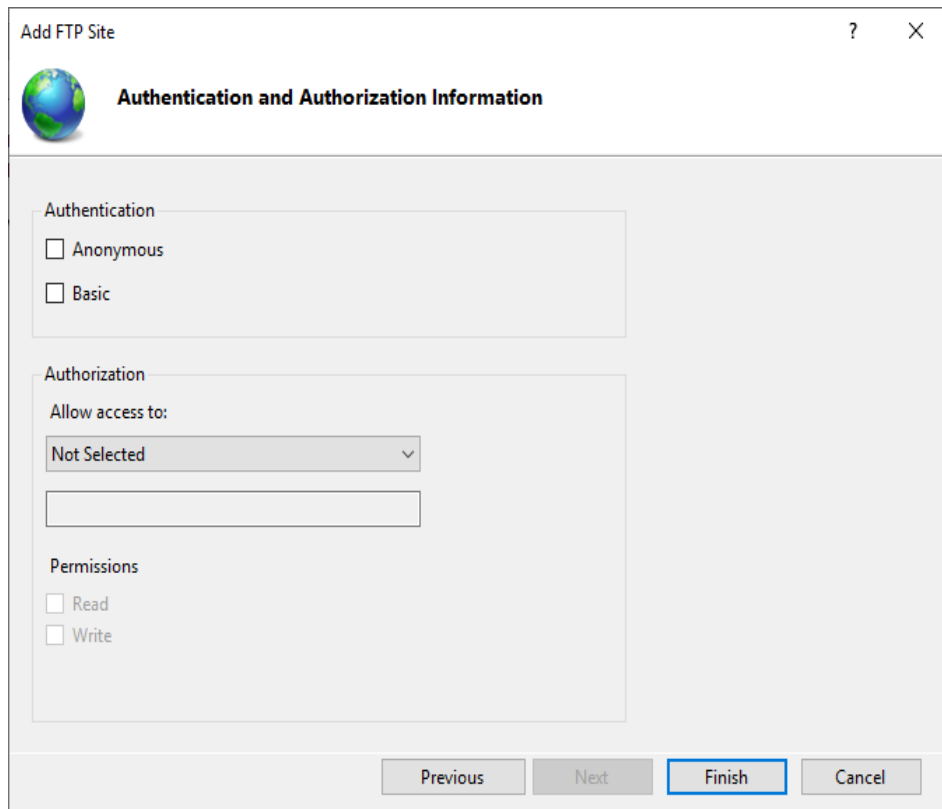 Add FTP Site
?
Authentication and Authorization Information
Authentication
Anonymous
Basic
Authorization
Allow access to:
Not Selected
Permissions
Read
Write
Previous Next Finish Cancel